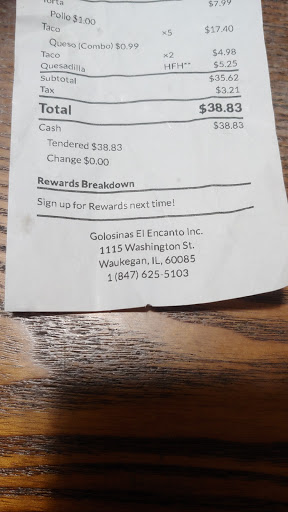 Torta $7.99
Pollo $1.00
Taco x5 $17.40
Queso (Combo) $0.99
Taco x2 $4.98
Quesadilla HFH** $5.25
Subtotal $35.62
Tax $3.21
Total $38.83
Cash $38.83
Tendered $38.83
Change $0.00
Rewards Breakdown
Sign up for Rewards next time!
Golosinas El Encanto Inc.
1115 Washington St.
Waukegan, IL, 60085
1 (847) 625-5103